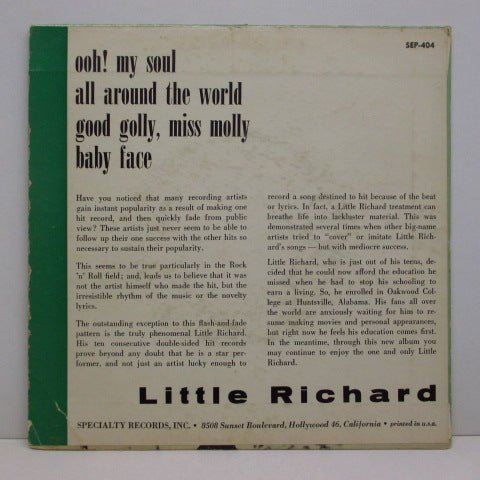 SEP-404
ooh! my soul
all around the world
good golly, miss molly
baby face
Have you noticed that many recording artists
gain instant popularity as a result of making one
hit record, and then quickly fade from public
view? These artists just never seem to be able to
follow up their one success with the other hits so
necessary to sustain their popularity.
This seems to be true particularly in the Rock
'n' Roll field; and, leads us to believe that it was
not the artist himself who made the hit, but the
irresistible rhythm of the music or the novelty
lyrics.
The outstanding exception to this flash-and-fade
pattern is the truly phenomenal Little Richard.
His ten consecutive double-sided hit records
prove beyond any doubt that he is a star per-
former, and not just an artist lucky enough to
record a song destined to hit because of the beat
or lyrics. In fact, a Little Richard treatment can
breathe life into lackluster material. This was
demonstrated several times when other big-name
artists tried to "cover" or imitate Little Rich-
ard's songs — but with mediocre success.
Little Richard, who is just out of his teens, de-
cided that he could now afford the education he
missed when he had to stop his schooling to
earn a living. So, he enrolled in Oakwood Col-
lege at Huntsville, Alabama. His fans all over
the world are anxiously waiting for him to re-
sume making movies and personal appearances,
but right now he feels his education comes first.
In the meantime, through this new album you
may continue to enjoy the one and only Little
Richard.
Little Richard
SPECIALTY RECORDS, INC. • 8508 Sunset Boulevard, Hollywood 46, California • printed in u.s.a.